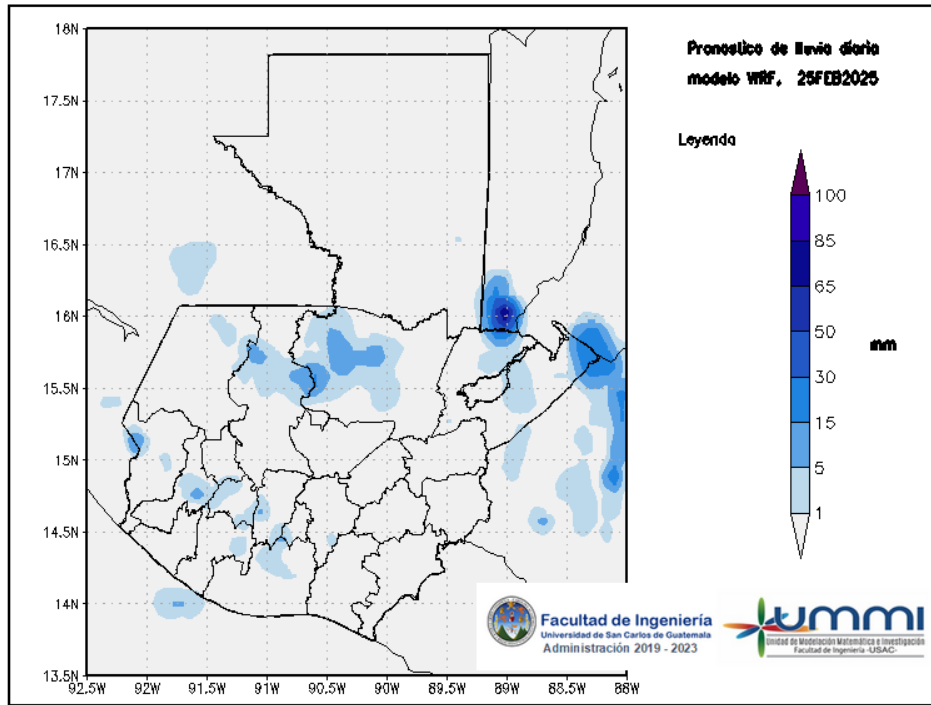 Pronostico de lluvia diaria
modelo WRF, 25FEB2025
Leyenda
100
85
65
50
30
15
5
1
mm
18N
17.5N
17N
16.5N
16N
15.5N
15N
14.5N
14N
13.5N
92.5W
92W
91.5W
91W
90.5W
90W
89.5W
89W
88.5W
88W
Facultad de Ingeniería
Universidad de San Carlos de Guatemala
Administración 2019 - 2023
UMMI
Unidad de Modelación Matemática e Investigación
Facultad de Ingeniería -USAC-